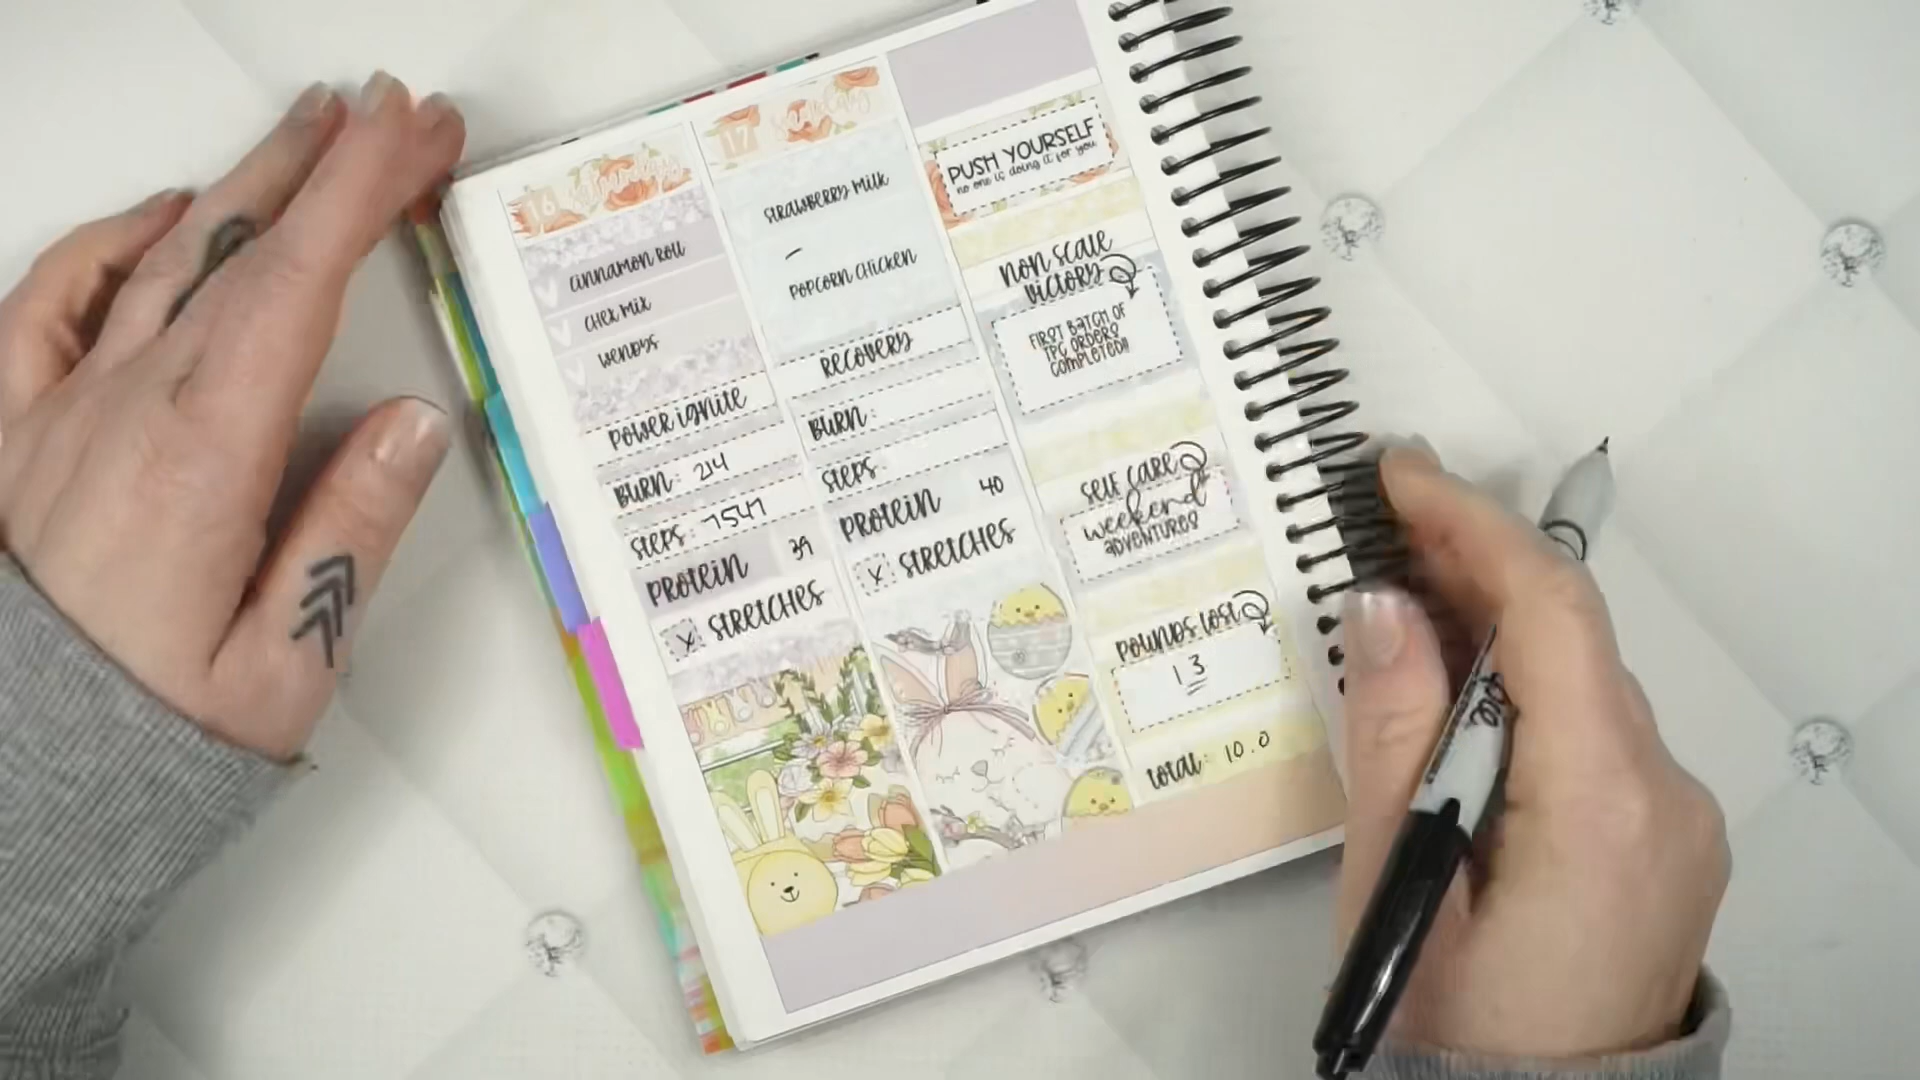 16 Saturday
cinnamon roll
chex mix
wendys
power ignite
Burn: 214
steps: 7547
protein 39
x stretches
17 Sunday
strawberry milk
popcorn chicken
recovery
Burn:
steps:
protein 40
x stretches
PUSH YOURSELF
no one is doing it for you
non scale
victory
FIRST BATCH OF
TPC ORDERS
COMPLETED!!
self care
weekend
ADVENTURES
pounds lost
13
total: 10.0